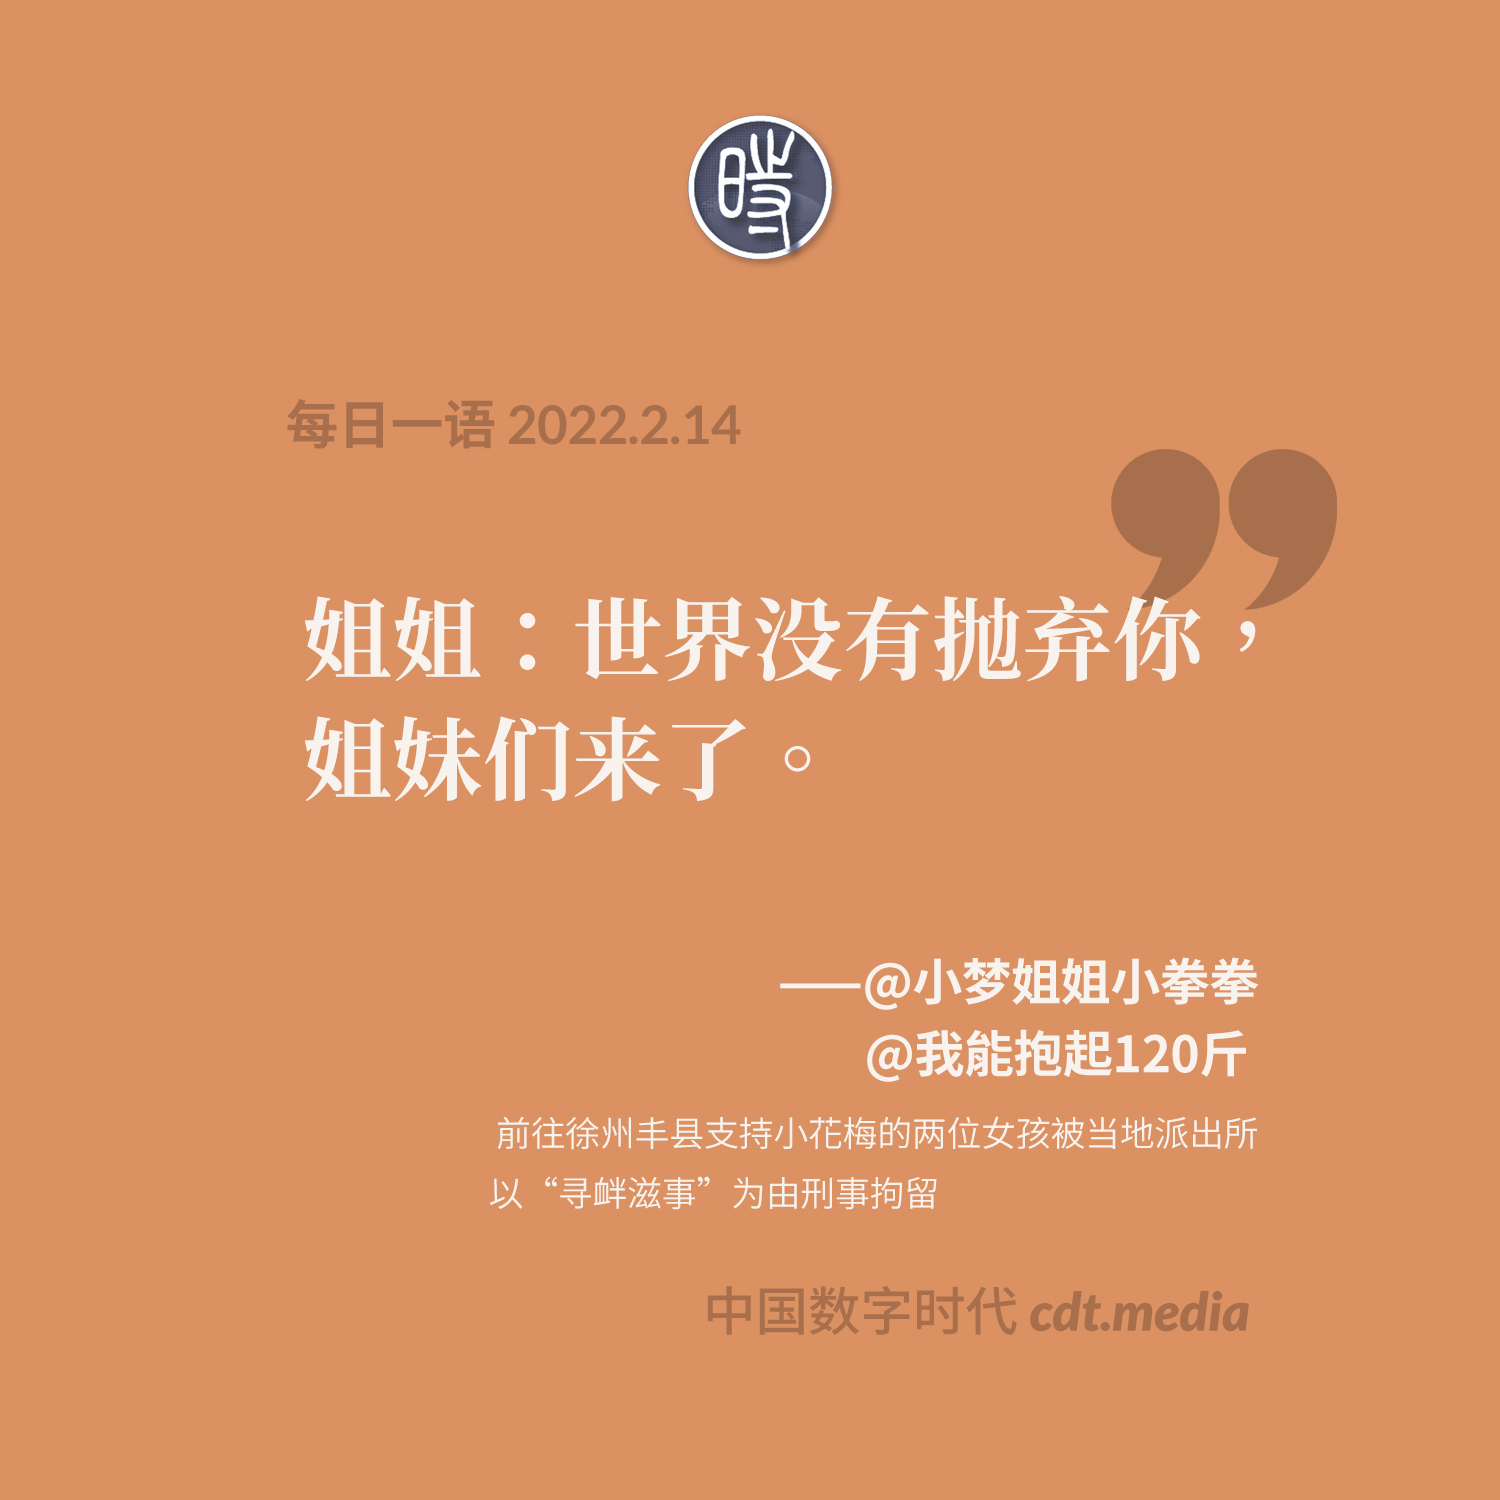 時
每日一语 2022.2.14
”
姐姐：世界没有抛弃你，
姐妹们来了。
——@小梦姐姐小拳拳
@我能抱起120斤
前往徐州丰县支持小花梅的两位女孩被当地派出所
以“寻衅滋事”为由刑事拘留
中国数字时代 cdt.media